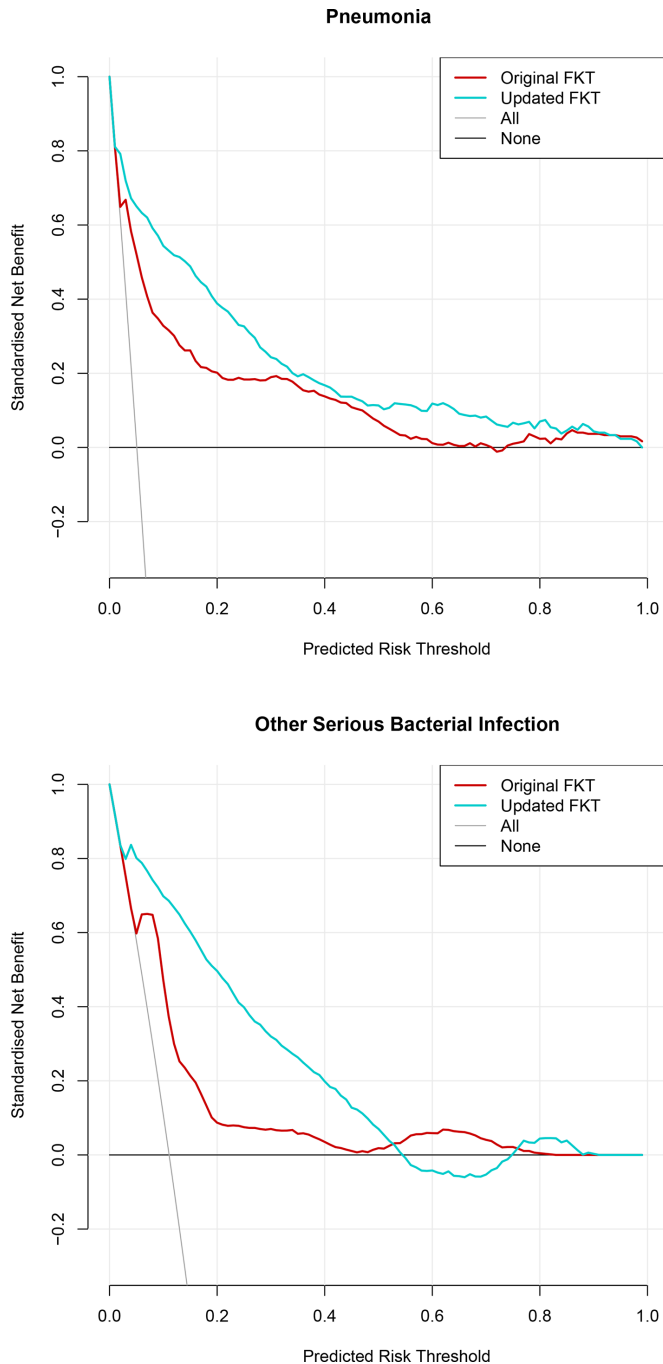 Pneumonia
Original FKT
Updated FKT
All
None
Standardised Net Benefit
1.0
0.8
0.6
0.4
0.2
0.0
−0.2
0.0 0.2 0.4 0.6 0.8 1.0
Predicted Risk Threshold
Other Serious Bacterial Infection
Original FKT
Updated FKT
All
None
Standardised Net Benefit
1.0
0.8
0.6
0.4
0.2
0.0
−0.2
0.0 0.2 0.4 0.6 0.8 1.0
Predicted Risk Threshold